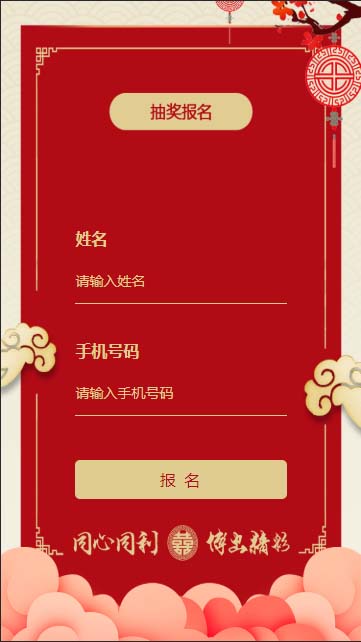 抽奖报名
姓名
请输入姓名
手机号码
请输入手机号码
报 名
同心同利 囍 博出精彩